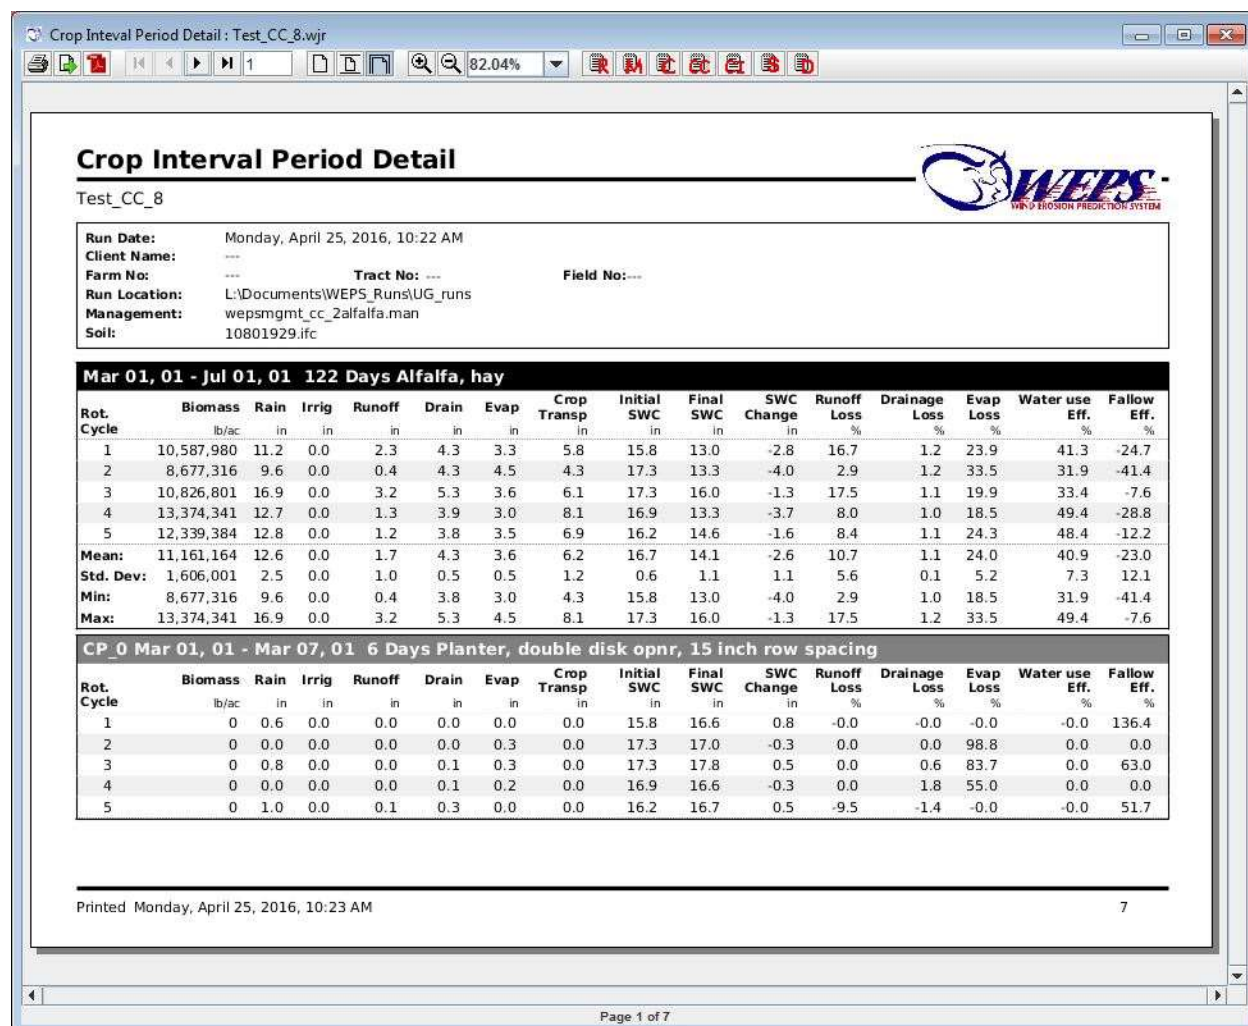 Crop Inteval Period Detail : Test_CC_8.wjr
1 82.04% R M C CC CI S D
Crop Interval Period Detail
WEPS
WIND EROSION PREDICTION SYSTEM
Test_CC_8
Run Date: Monday, April 25, 2016, 10:22 AM
Client Name: ---
Farm No: --- Tract No: --- Field No:---
Run Location: L:\Documents\WEPS_Runs\UG_runs
Management: wepsmgmt_cc_2alfalfa.man
Soil: 10801929.ifc
Mar 01, 01 - Jul 01, 01 122 Days Alfalfa, hay
Rot. Biomass Rain Irrig Runoff Drain Evap Crop Initial Final SWC Runoff Drainage Evap Water use Fallow
Cycle Transp SWC SWC Change Loss Loss Loss Eff. Eff.
lb/ac in in in in in in in in in % % % % %
1 10,587,980 11.2 0.0 2.3 4.3 3.3 5.8 15.8 13.0 -2.8 16.7 1.2 23.9 41.3 -24.7
2 8,677,316 9.6 0.0 0.4 4.3 4.5 4.3 17.3 13.3 -4.0 2.9 1.2 33.5 31.9 -41.4
3 10,826,801 16.9 0.0 3.2 5.3 3.6 6.1 17.3 16.0 -1.3 17.5 1.1 19.9 33.4 -7.6
4 13,374,341 12.7 0.0 1.3 3.9 3.0 8.1 16.9 13.3 -3.7 8.0 1.0 18.5 49.4 -28.8
5 12,339,384 12.8 0.0 1.2 3.8 3.5 6.9 16.2 14.6 -1.6 8.4 1.1 24.3 48.4 -12.2
Mean: 11,161,164 12.6 0.0 1.7 4.3 3.6 6.2 16.7 14.1 -2.6 10.7 1.1 24.0 40.9 -23.0
Std. Dev: 1,606,001 2.5 0.0 1.0 0.5 0.5 1.2 0.6 1.1 1.1 5.6 0.1 5.2 7.3 12.1
Min: 8,677,316 9.6 0.0 0.4 3.8 3.0 4.3 15.8 13.0 -4.0 2.9 1.0 18.5 31.9 -41.4
Max: 13,374,341 16.9 0.0 3.2 5.3 4.5 8.1 17.3 16.0 -1.3 17.5 1.2 33.5 49.4 -7.6
CP_0 Mar 01, 01 - Mar 07, 01 6 Days Planter, double disk opnr, 15 inch row spacing
Rot. Biomass Rain Irrig Runoff Drain Evap Crop Initial Final SWC Runoff Drainage Evap Water use Fallow
Cycle Transp SWC SWC Change Loss Loss Loss Eff. Eff.
lb/ac in in in in in in in in in % % % % %
1 0 0.6 0.0 0.0 0.0 0.0 0.0 15.8 16.6 0.8 -0.0 -0.0 -0.0 -0.0 136.4
2 0 0.0 0.0 0.0 0.0 0.3 0.0 17.3 17.0 -0.3 0.0 0.0 98.8 0.0 0.0
3 0 0.8 0.0 0.0 0.1 0.3 0.0 17.3 17.8 0.5 0.0 0.6 83.7 0.0 63.0
4 0 0.0 0.0 0.0 0.1 0.2 0.0 16.9 16.6 -0.3 0.0 1.8 55.0 0.0 0.0
5 0 1.0 0.0 0.1 0.3 0.0 0.0 16.2 16.7 0.5 -9.5 -1.4 -0.0 -0.0 51.7
Printed Monday, April 25, 2016, 10:23 AM 7
Page 1 of 7